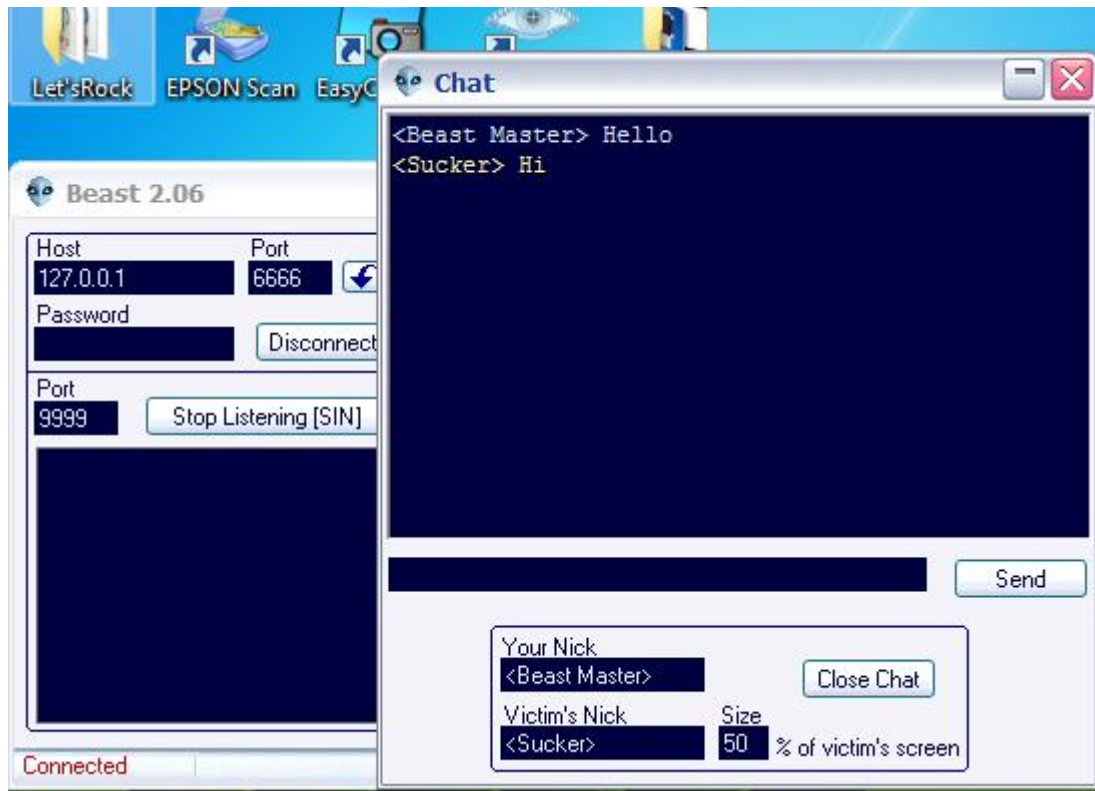 Let'sRock
EPSON Scan
EasyC
Chat
<Beast Master> Hello
<Sucker> Hi
Beast 2.06
Host
Port
127.0.0.1
6666
Password
Disconnect
Port
9999
Stop Listening [SIN]
Connected
Send
Your Nick
<Beast Master>
Close Chat
Victim's Nick
Size
<Sucker>
50
% of victim's screen